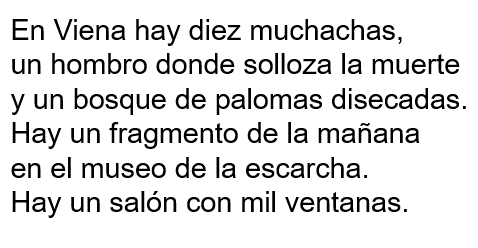 En Viena hay diez muchachas,
un hombro donde solloza la muerte
y un bosque de palomas disecadas.
Hay un fragmento de la mañana
en el museo de la escarcha.
Hay un salón con mil ventanas.